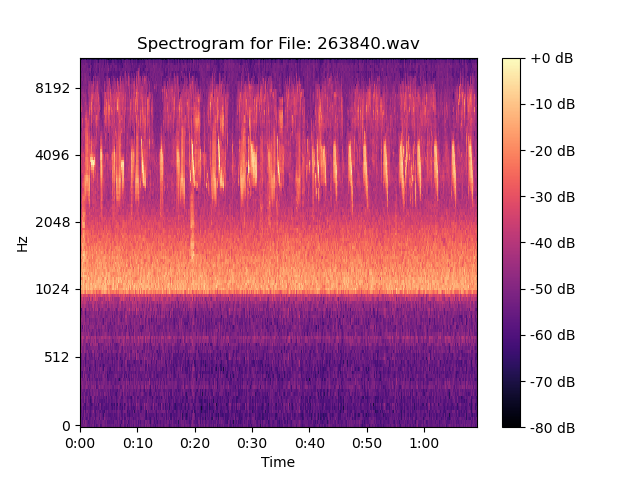 Spectrogram for File: 263840.wav
+0 dB
8192
-10 dB
4096
-20 dB
-30 dB
2048
Hz
-40 dB
1024
-50 dB
512
-60 dB
-70 dB
0
-80 dB
0:00 0:10 0:20 0:30 0:40 0:50 1:00
Time